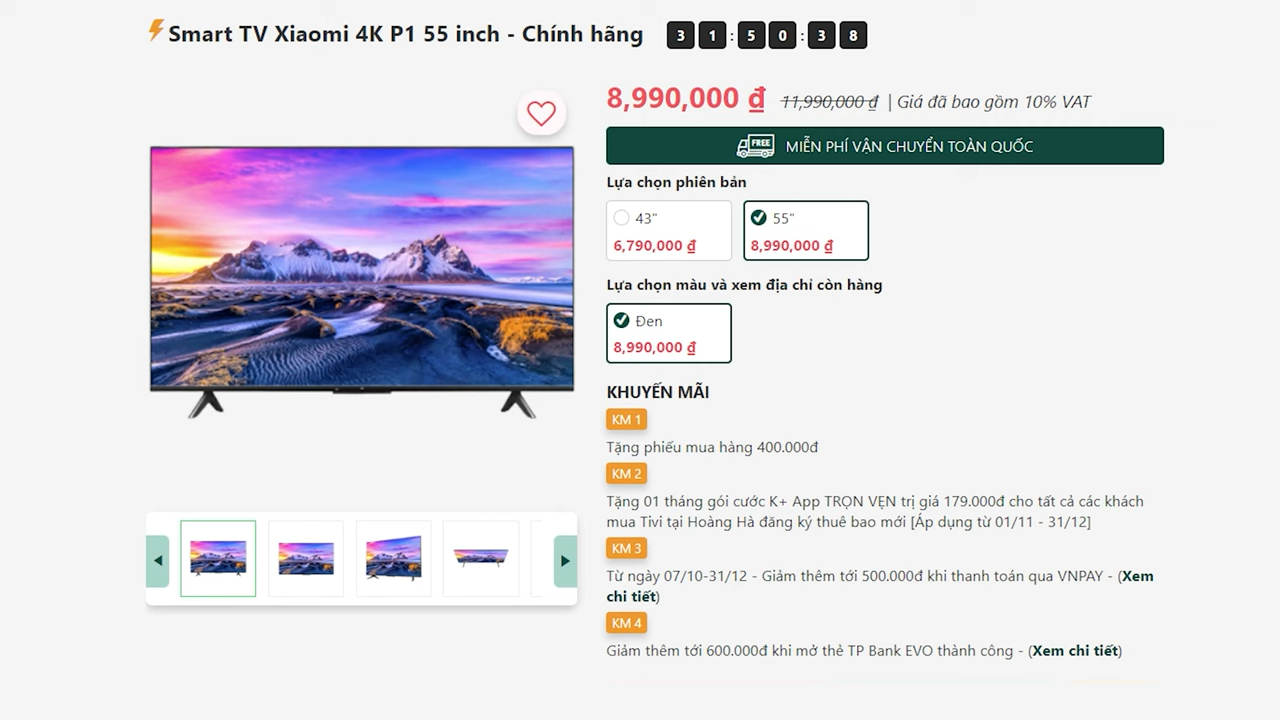 Smart TV Xiaomi 4K P1 55 inch - Chính hãng 31:50:38
8,990,000 ₫ 11,990,000 ₫ | Giá đã bao gồm 10% VAT
FREE MIỄN PHÍ VẬN CHUYỂN TOÀN QUỐC
Lựa chọn phiên bản
43" 55"
6,790,000 ₫ 8,990,000 ₫
Lựa chọn màu và xem địa chỉ còn hàng
Đen
8,990,000 ₫
KHUYẾN MÃI
KM 1
Tặng phiếu mua hàng 400.000đ
KM 2
Tặng 01 tháng gói cước K+ App TRỌN VẸN trị giá 179.000đ cho tất cả các khách
mua Tivi tại Hoàng Hà đăng ký thuê bao mới [Áp dụng từ 01/11 - 31/12]
KM 3
Từ ngày 07/10-31/12 - Giảm thêm tới 500.000đ khi thanh toán qua VNPAY - (Xem
chi tiết)
KM 4
Giảm thêm tới 600.000đ khi mở thẻ TP Bank EVO thành công - (Xem chi tiết)